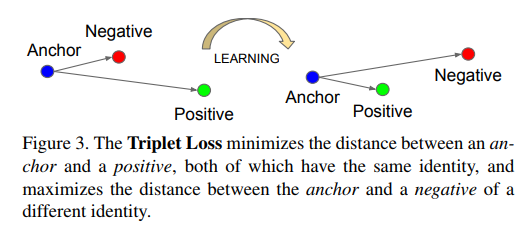 Negative
Anchor
LEARNING
Positive
Negative
Anchor
Positive
Figure 3. The Triplet Loss minimizes the distance between an an-
chor and a positive, both of which have the same identity, and
maximizes the distance between the anchor and a negative of a
different identity.